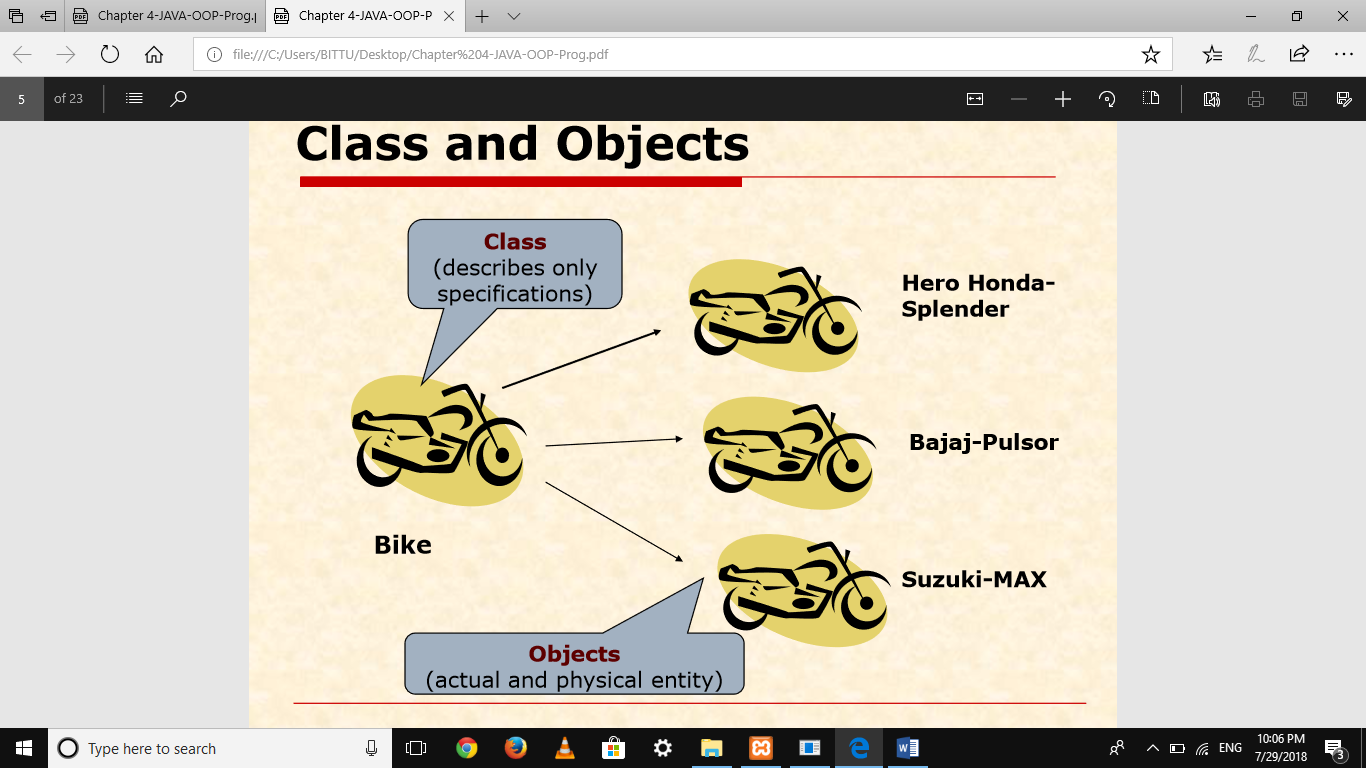 Chapter 4-JAVA-OOP-Prog.p
Chapter 4-JAVA-OOP-P
file:///C:/Users/BITTU/Desktop/Chapter%204-JAVA-OOP-Prog.pdf
5 of 23
Class and Objects
Class
(describes only
specifications)
Hero Honda-
Splender
Bajaj-Pulsor
Bike
Suzuki-MAX
Objects
(actual and physical entity)
Type here to search
ENG
10:06 PM
7/29/2018
3